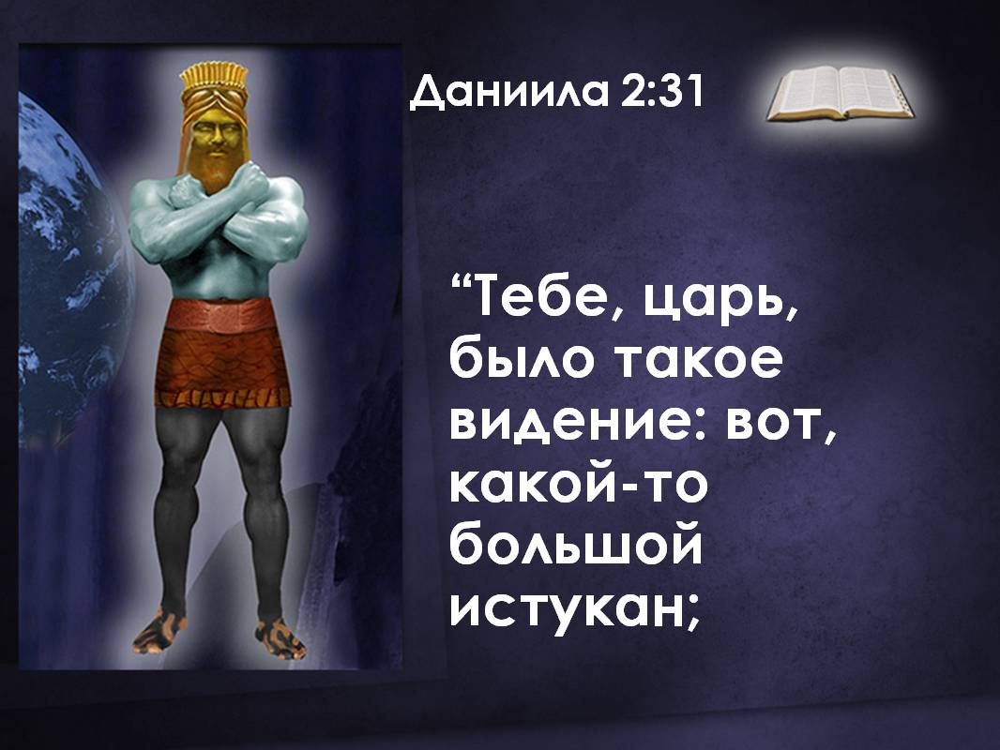 Даниила 2:31
“Тебе, царь,
было такое
видение: вот,
какой-то
большой
истукан;